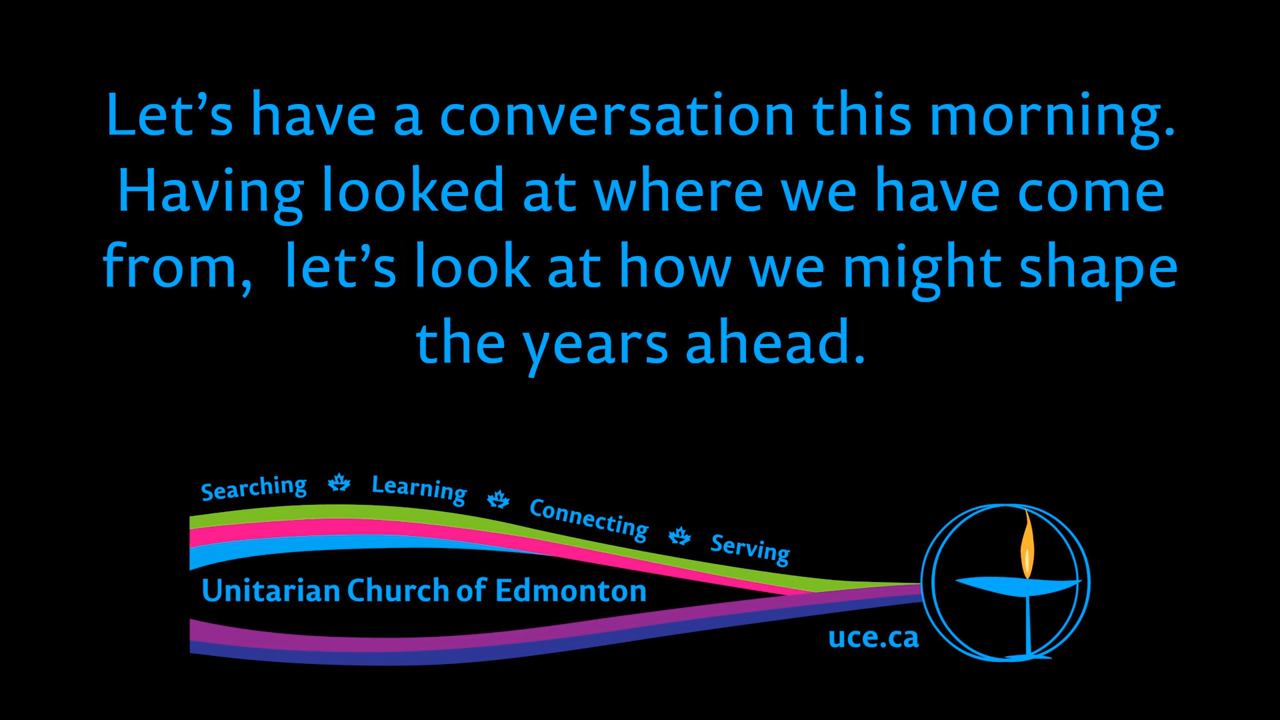 Let’s have a conversation this morning.
Having looked at where we have come
from,  let’s look at how we might shape
the years ahead.
Searching Learning Connecting Serving
Unitarian Church of Edmonton
uce.ca